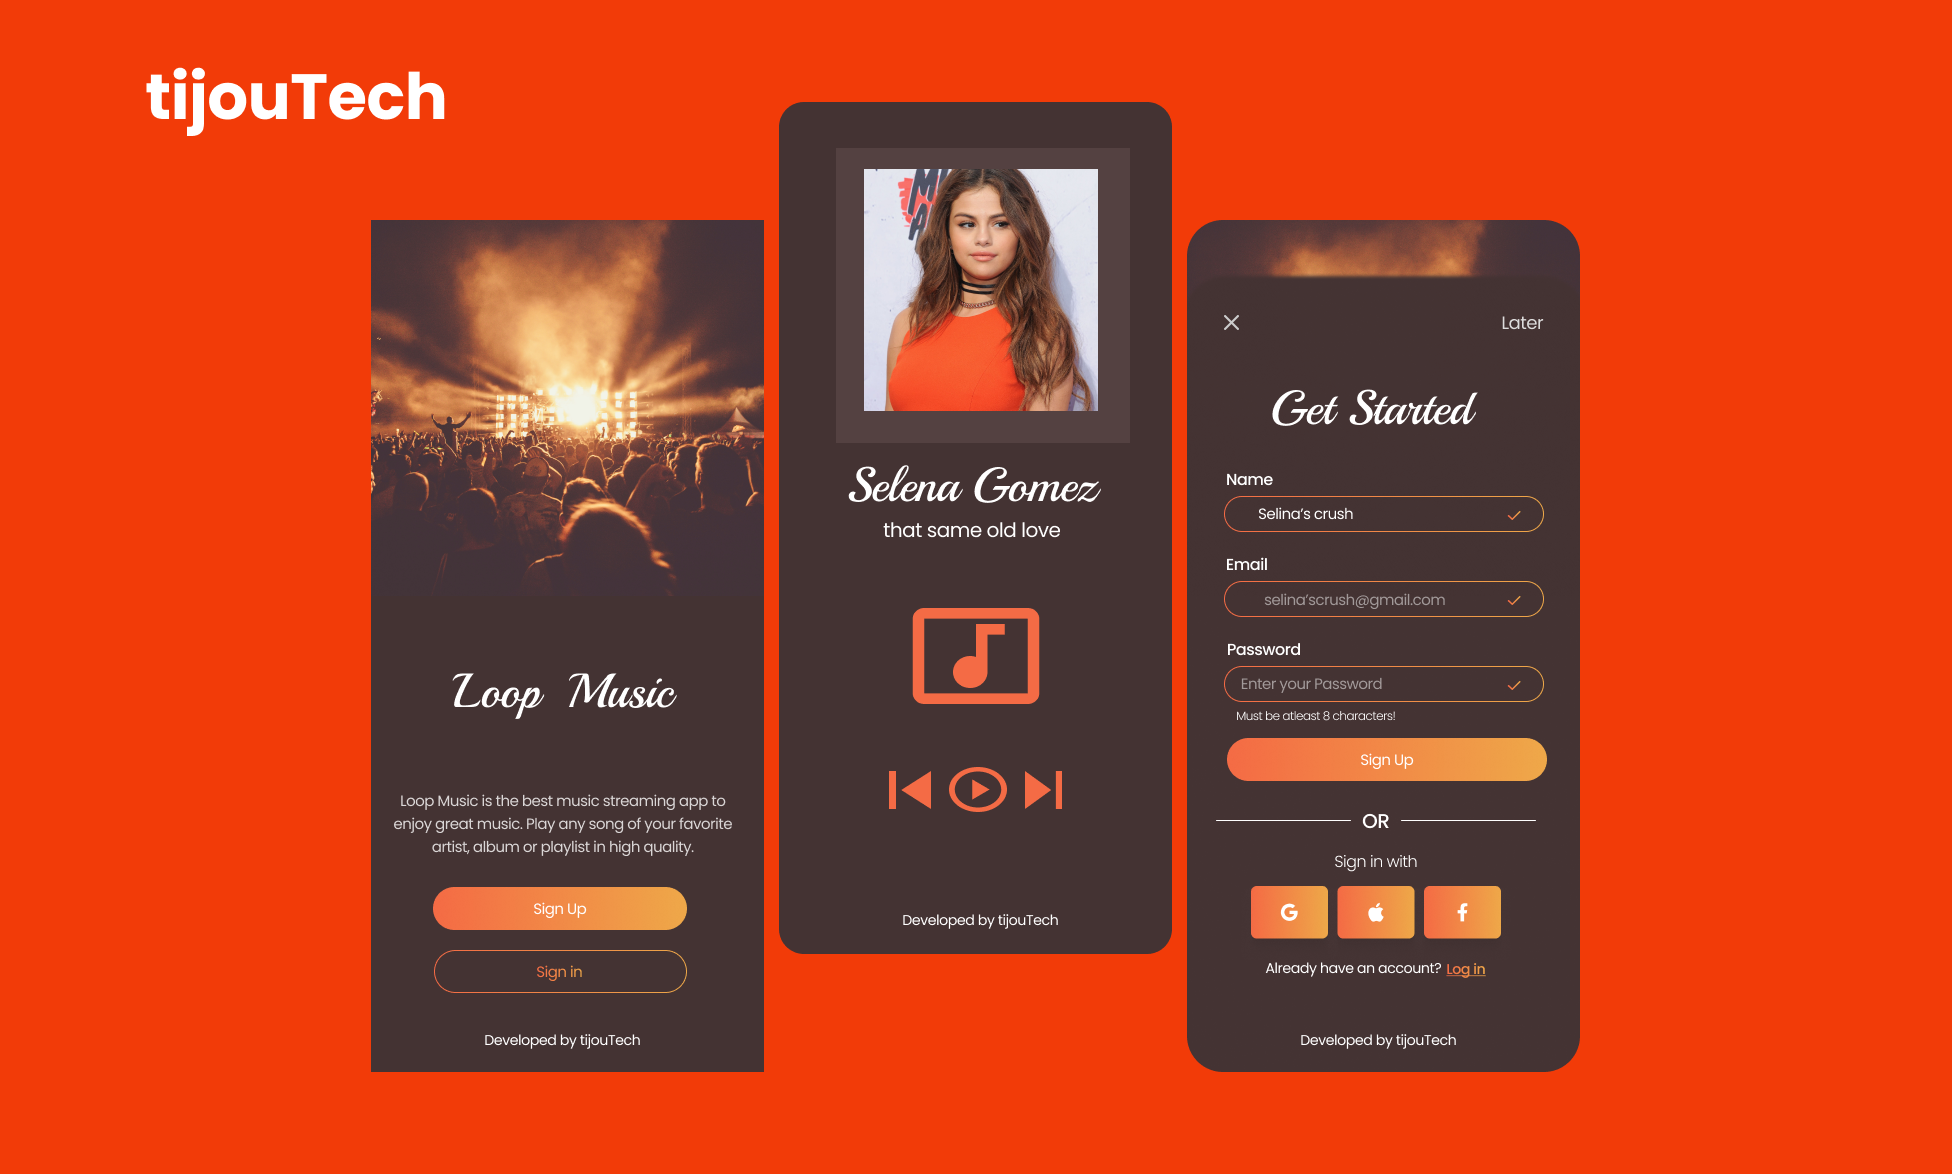 tijouTech
Loop Music
Loop Music is the best music streaming app to
enjoy great music. Play any song of your favorite
artist, album or playlist in high quality.
Sign Up
Sign in
Developed by tijouTech
Selena Gomez
that same old love
Developed by tijouTech
Later
Get Started
Name
Selina's crush
Email
selina'scrush@gmail.com
Password
Enter your Password
Must be atleast 8 characters!
Sign Up
OR
Sign in with
Already have an account? Log in
Developed by tijouTech